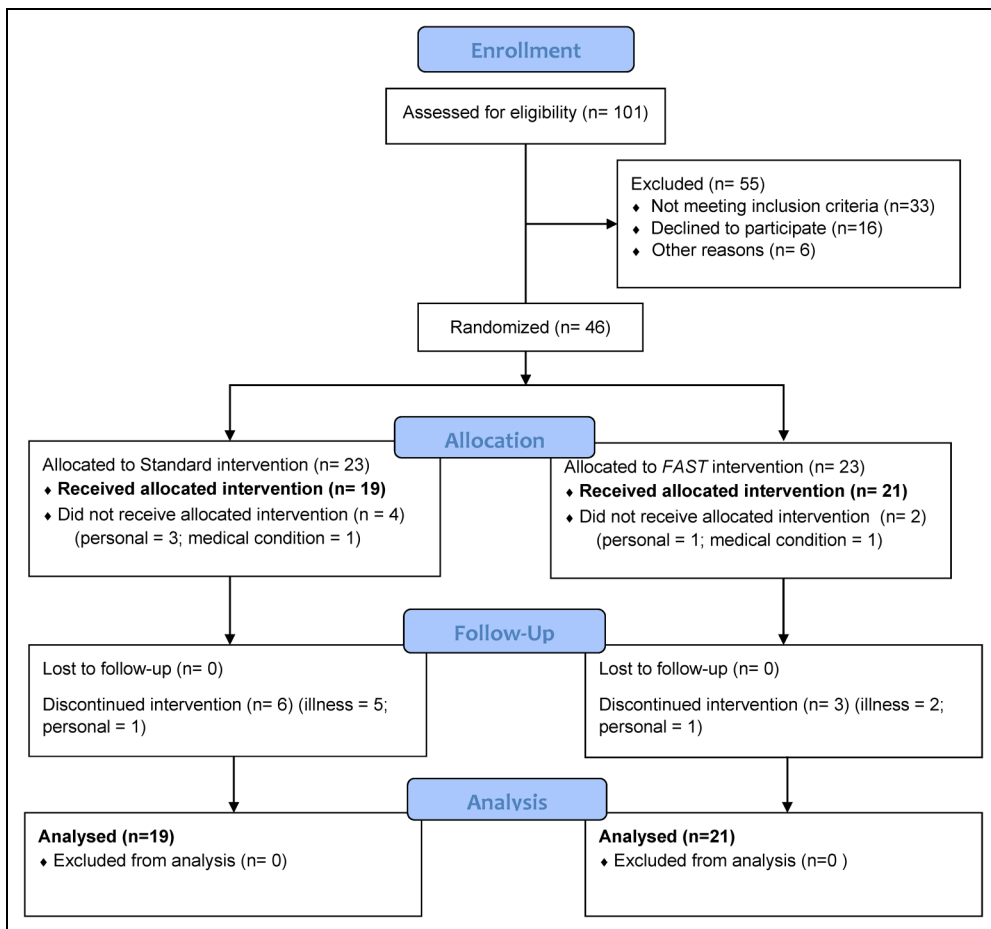 Enrollment
Assessed for eligibility (n= 101)
Excluded (n= 55)
♦ Not meeting inclusion criteria (n=33)
♦ Declined to participate (n=16)
♦ Other reasons (n= 6)
Randomized (n= 46)
Allocation
Allocated to Standard intervention (n= 23)
♦ Received allocated intervention (n= 19)
♦ Did not receive allocated intervention (n = 4)
(personal = 3; medical condition = 1)
Allocated to FAST intervention (n= 23)
♦ Received allocated intervention (n= 21)
♦ Did not receive allocated intervention (n= 2)
(personal = 1; medical condition = 1)
Follow-Up
Lost to follow-up (n= 0)
Discontinued intervention (n= 6) (illness = 5;
personal = 1)
Lost to follow-up (n= 0)
Discontinued intervention (n= 3) (illness = 2;
personal = 1)
Analysis
Analysed (n=19)
♦ Excluded from analysis (n= 0)
Analysed (n=21)
♦ Excluded from analysis (n=0 )